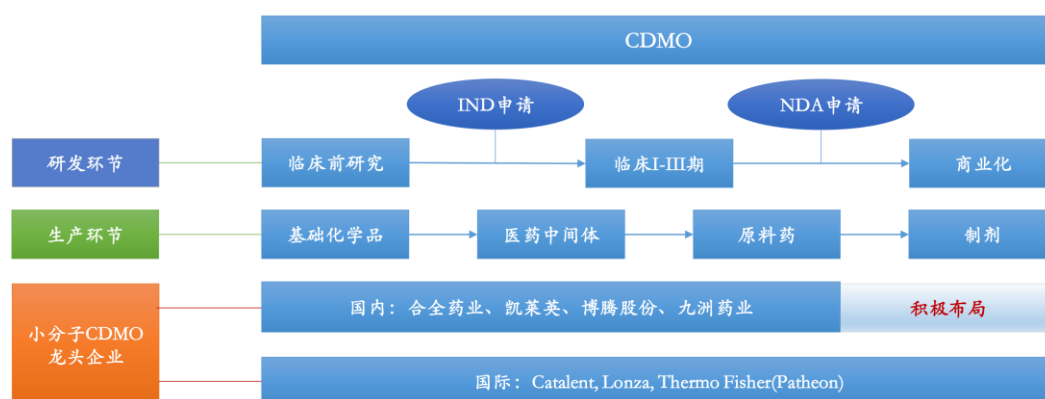 CDMO
IND申请
NDA申请
研发环节
临床前研究
临床I-III期
商业化
生产环节
基础化学品
医药中间体
原料药
制剂
小分子CDMO
龙头企业
国内：合全药业、凯莱英、博腾股份、九洲药业
积极布局
国际：Catalent, Lonza, Thermo Fisher(Patheon)